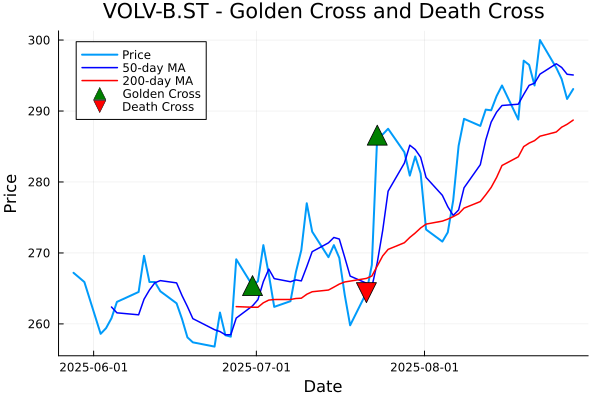 VOLV-B.ST - Golden Cross and Death Cross
Price
50-day MA
200-day MA
Golden Cross
Death Cross
300
290
280
270
260
Price
2025-06-01
2025-07-01
2025-08-01
Date